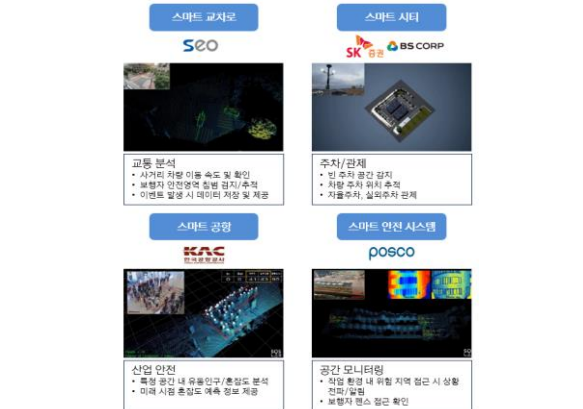 스마트 교차로
seo
교통 분석
• 사거리 차량 이동 속도 및 확인
• 보행자 안전영역 침범 검지/추적
• 이벤트 발생 시 데이터 저장 및 제공
스마트 시티
SK증권
BS CORP
주차/관제
• 빈 주차 공간 감지
• 차량 주차 위치 추적
• 자율주차, 실외주차 관제
스마트 공항
KAC
한국공항공사
산업 안전
• 특정 공간 내 유동인구/혼잡도 분석
• 미래 시점 혼잡도 예측 정보 제공
스마트 안전 시스템
posco
공간 모니터링
• 작업 환경 내 위험 지역 접근 시 상황
전파/알림
• 보행자 펜스 접근 확인